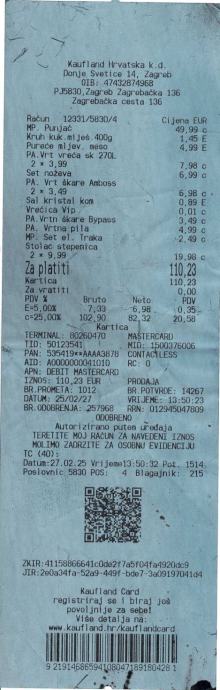 Kaufland Hrvatska k.d.
Donje Svetice 14, Zagreb
OIB: 47432874968
PJ5830,Zagreb Zagrebačka 136
Zagrebačka cesta 136
Račun 12331/5830/4 Cijena EUR
MP. Punjač 49,99 c
Kruh kuk.miješ.400g 1,45 E
Pureće mljev. meso 4,99 E
PA.Vrt vreća sk 270L
2 * 3,99 7,98 c
Set noževa 6,99 c
PA. Vrt škare Amboss
2 * 3,49 6,98 c
Sal kristal kom 0,89 E
Vrećica Vip 0,01 c
PA.Vrtn škare Bypass 3,49 c
PA. Vrtna pila 4,99 c
MP. Set el. Traka 2,49 c
Stolac stepenica
2 * 9,99 19,98 c
Za platiti 110,23
Kartica 110,23
Za vratiti 0,00
PDV % Bruto Neto PDV
E=5,00% 7,33 6,98 0,35
c=25,00% 102,90 82,32 20,58
Kartica
TERMINAL: 80260470 MASTERCARD
TID: 50123541 MID: 1500376006
PAN: 535419**AAAA3878 CONTACTLESS
AID: A0000000041010 RC: 0
APN: DEBIT MASTERCARD
IZNOS: 110,23 EUR PRODAJA
BR.PROMETA: 1012 BR.POTVRDE: 14267
DATUM: 25/02/27 VRIJEME: 13:50:23
BR.ODOBRENJA: 257968 RRN: 012945047809
ODOBRENO
Autorizirano putem uređaja
TERETITE MOJ RAČUN ZA NAVEDENI IZNOS
MOLIMO ZADRŽITE ZA OSOBNU EVIDENCIJU
TC (40):
Datum:27.02.25 Vrijeme13:50:32 Pot. 1514
Poslovnic 5830 POS: 4 Blagajnik: 215
ZKIR:41158866641c0de2f7a5f04fa4920dc9
JIR:2e0a34fa-52a9-449f-bde7-3a09197041d4
Kaufland Card
registriraj se i biraj još
povoljnije za sebe!
Više detalja na:
www.kaufland.hr/kauflandcard
9 219146865941080471891804281